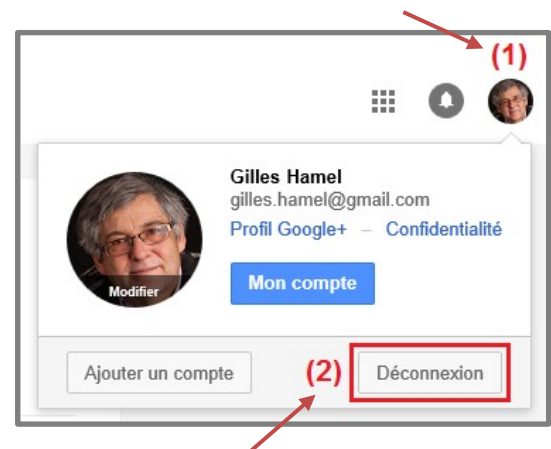 (1)
Gilles Hamel
gilles.hamel@gmail.com
Profil Google+ – Confidentialité
Modifier
Mon compte
Ajouter un compte (2) Déconnexion